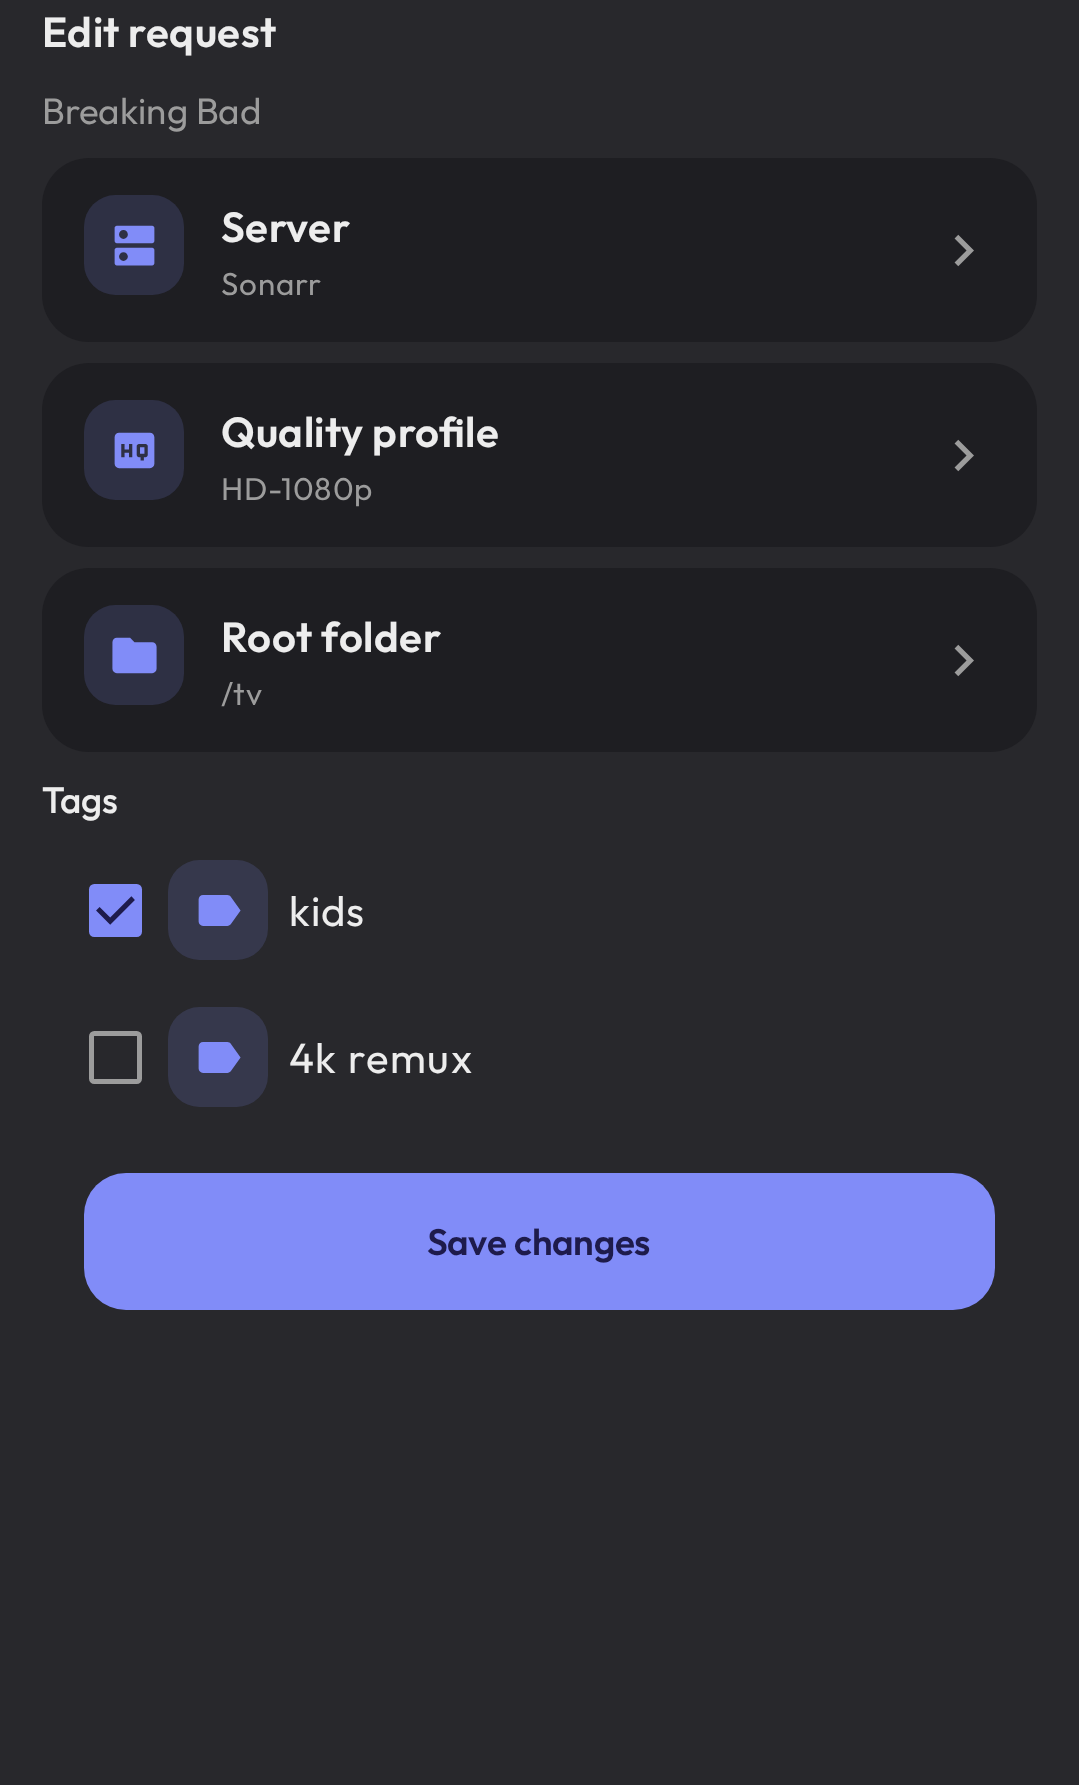 Edit request
Breaking Bad
Server
Sonarr
HQ
Quality profile
HD-1080p
Root folder
/tv
Tags
kids
4k remux
Save changes